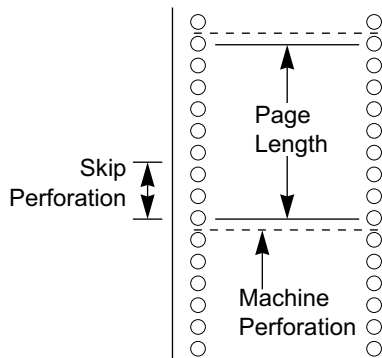 Page
Length
Skip
Perforation
Machine
Perforation